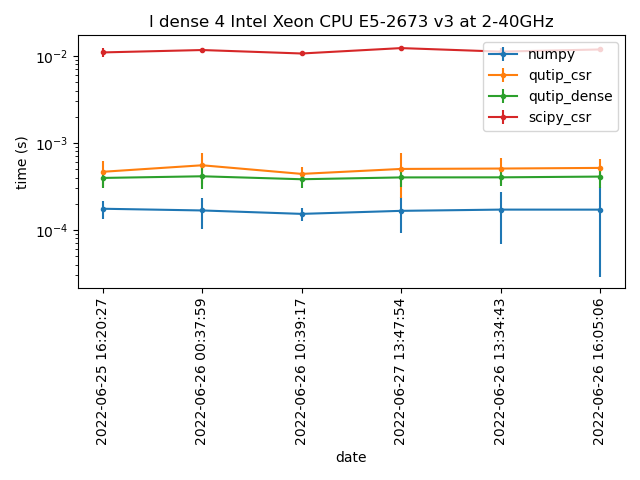 I dense 4 Intel Xeon CPU E5-2673 v3 at 2-40GHz
time (s)
10⁻²
10⁻³
10⁻⁴
numpy
qutip_csr
qutip_dense
scipy_csr
2022-06-25 16:20:27
2022-06-26 00:37:59
2022-06-26 10:39:17
2022-06-27 13:47:54
2022-06-26 13:34:43
2022-06-26 16:05:06
date